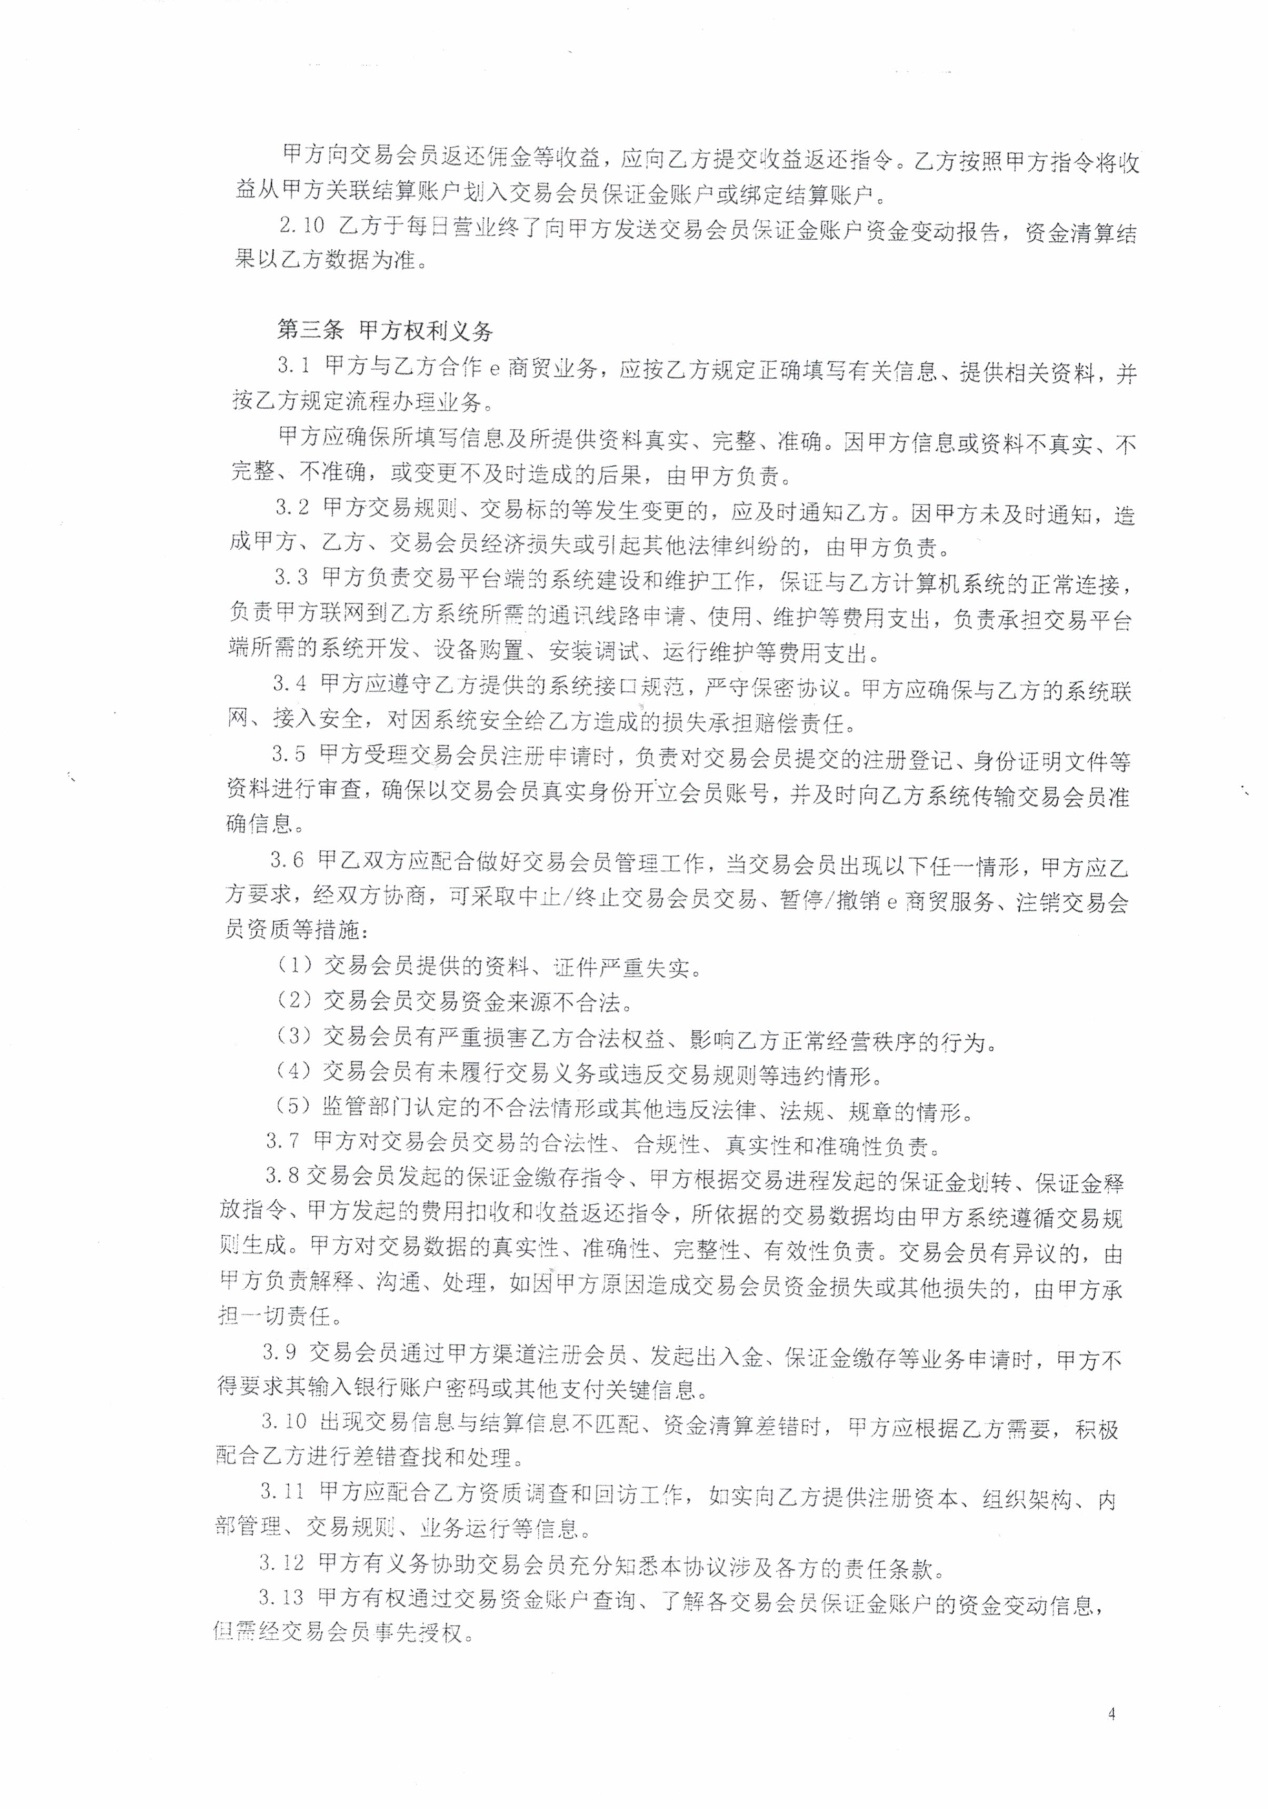 甲方向交易会员返还佣金等收益，应向乙方提交收益返还指令。乙方按照甲方指令将收
益从甲方关联结算账户划入交易会员保证金账户或绑定结算账户。
2.10 乙方于每日营业终了向甲方发送交易会员保证金账户资金变动报告，资金清算结
果以乙方数据为准。
第三条 甲方权利义务
3.1 甲方与乙方合作 e 商贸业务，应按乙方规定正确填写有关信息、提供相关资料，并
按乙方规定流程办理业务。
甲方应确保所填写信息及所提供资料真实、完整、准确。因甲方信息或资料不真实、不
完整、不准确，或变更不及时造成的后果，由甲方负责。
3.2 甲方交易规则、交易标的等发生变更的，应及时通知乙方。因甲方未及时通知，造
成甲方、乙方、交易会员经济损失或引起其他法律纠纷的，由甲方负责。
3.3 甲方负责交易平台端的系统建设和维护工作，保证与乙方计算机系统的正常连接，
负责甲方联网到乙方系统所需的通讯线路申请、使用、维护等费用支出，负责承担交易平台
端所需的系统开发、设备购置、安装调试、运行维护等费用支出。
3.4 甲方应遵守乙方提供的系统接口规范，严守保密协议。甲方应确保与乙方的系统联
网、接入安全，对因系统安全给乙方造成的损失承担赔偿责任。
3.5 甲方受理交易会员注册申请时，负责对交易会员提交的注册登记、身份证明文件等
资料进行审查，确保以交易会员真实身份开立会员账号，并及时向乙方系统传输交易会员准
确信息。
3.6 甲乙双方应配合做好交易会员管理工作，当交易会员出现以下任一情形，甲方应乙
方要求，经双方协商，可采取中止/终止交易会员交易、暂停/撤销 e 商贸服务、注销交易会
员资质等措施：
（1）交易会员提供的资料、证件严重失实。
（2）交易会员交易资金来源不合法。
（3）交易会员有严重损害乙方合法权益、影响乙方正常经营秩序的行为。
（4）交易会员有未履行交易义务或违反交易规则等违约情形。
（5）监管部门认定的不合法情形或其他违反法律、法规、规章的情形。
3.7 甲方对交易会员交易的合法性、合规性、真实性和准确性负责。
3.8 交易会员发起的保证金缴存指令、甲方根据交易进程发起的保证金划转、保证金释
放指令、甲方发起的费用扣收和收益返还指令，所依据的交易数据均由甲方系统遵循交易规
则生成。甲方对交易数据的真实性、准确性、完整性、有效性负责。交易会员有异议的，由
甲方负责解释、沟通、处理，如因甲方原因造成交易会员资金损失或其他损失的，由甲方承
担一切责任。
3.9 交易会员通过甲方渠道注册会员、发起出入金、保证金缴存等业务申请时，甲方不
得要求其输入银行账户密码或其他支付关键信息。
3.10 出现交易信息与结算信息不匹配、资金清算差错时，甲方应根据乙方需要，积极
配合乙方进行差错查找和处理。
3.11 甲方应配合乙方资质调查和回访工作，如实向乙方提供注册资本、组织架构、内
部管理、交易规则、业务运行等信息。
3.12 甲方有义务协助交易会员充分知悉本协议涉及各方的责任条款。
3.13 甲方有权通过交易资金账户查询、了解各交易会员保证金账户的资金变动信息，
但需经交易会员事先授权。
4